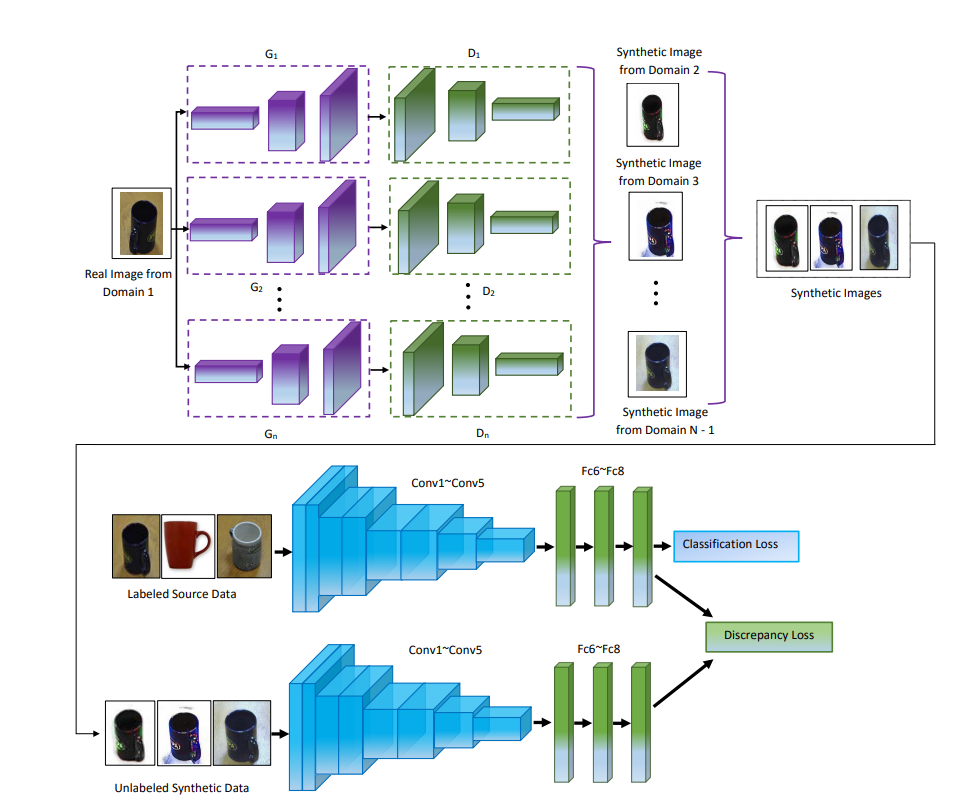 G1
D1
Synthetic Image
from Domain 2
Synthetic Image
from Domain 3
Real Image from
Domain 1
G2
D2
Synthetic Images
Synthetic Image
from Domain N - 1
Gn
Dn
Conv1~Conv5
Fc6~Fc8
Classification Loss
Labeled Source Data
Discrepancy Loss
Conv1~Conv5
Fc6~Fc8
Unlabeled Synthetic Data